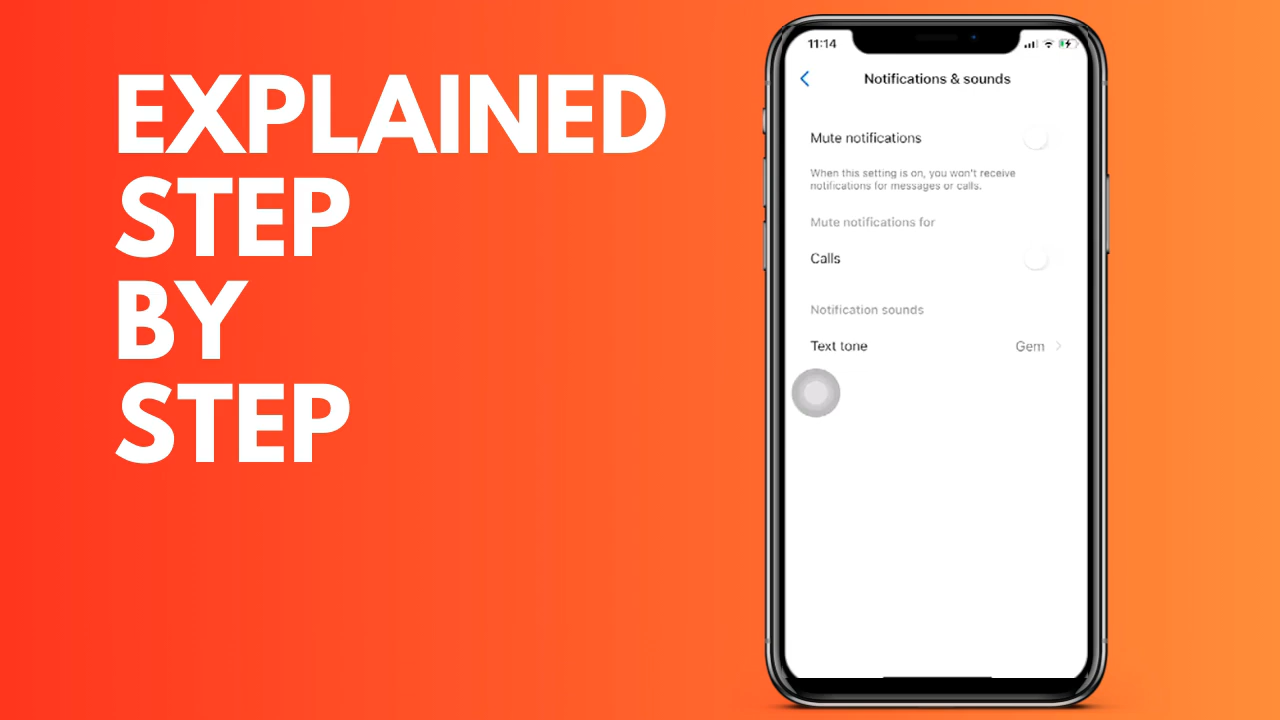 EXPLAINED
STEP
BY
STEP
11:14
Notifications & sounds
Mute notifications
When this setting is on, you won't receive
notifications for messages or calls.
Mute notifications for
Calls
Notification sounds
Text tone
Gem